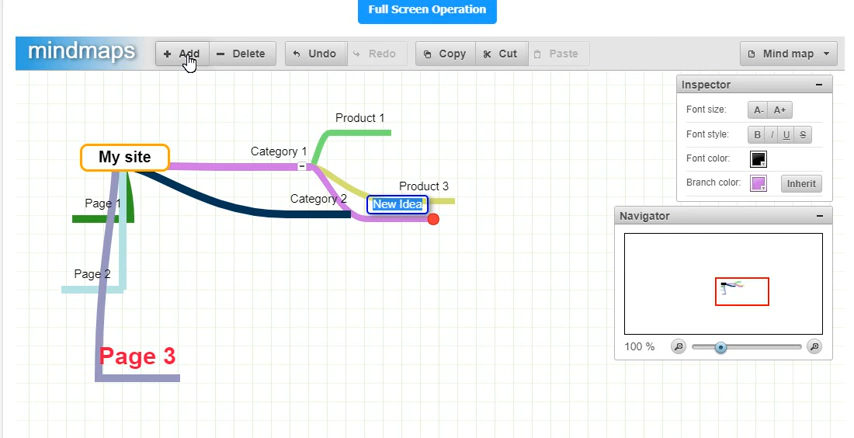 Full Screen Operation
mindmaps
Add
Delete
Undo
Redo
Copy
Cut
Paste
Mind map
Inspector
Font size:
A-
A+
Font style:
B
I
U
S
Font color:
Branch color:
Inherit
Navigator
100 %
My site
Category 1
Product 1
Product 3
Category 2
New Idea
Page 1
Page 2
Page 3